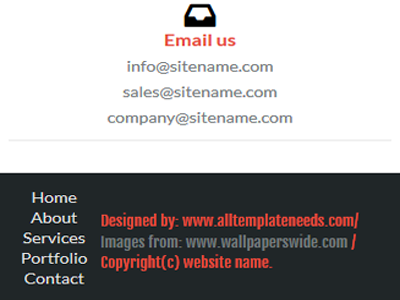 Email us
info@sitename.com
sales@sitename.com
company@sitename.com
Home
About
Services
Portfolio
Contact
Designed by: www.alltemplateneeds.com/
Images from: www.wallpaperswide.com /
Copyright(c) website name.